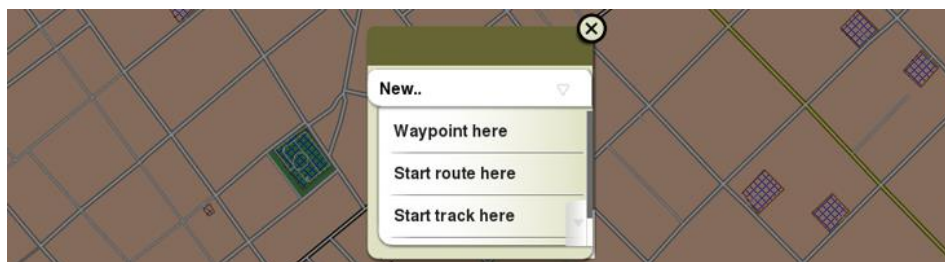 New..
Waypoint here
Start route here
Start track here